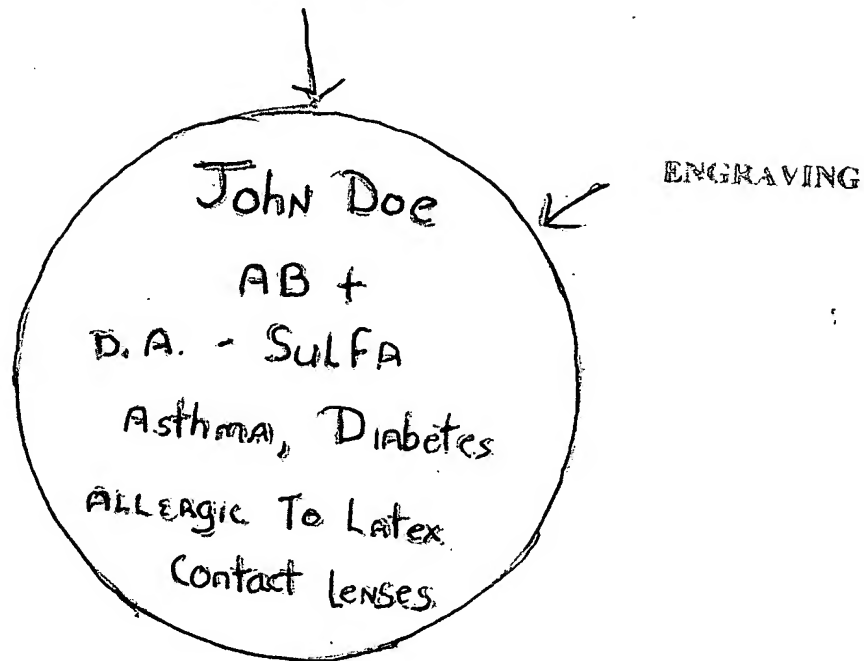 John Doe
ENGRAVING
AB +
D.A. - Sulfa
Asthma, Diabetes
Allergic To Latex
Contact Lenses